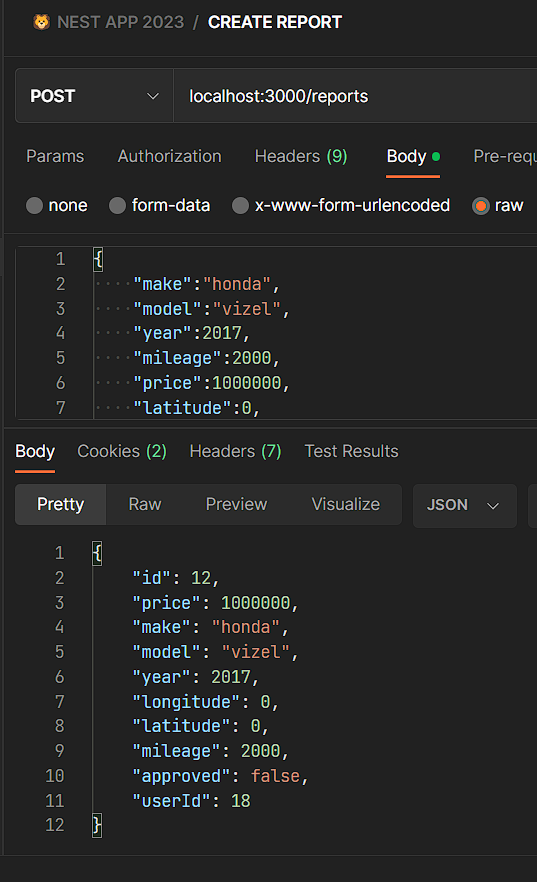 NEST APP 2023 / CREATE REPORT
POST localhost:3000/reports
Params Authorization Headers (9) Body Pre-requ
none form-data x-www-form-urlencoded raw
1 {
2 "make":"honda",
3 "model":"vizel",
4 "year":2017,
5 "mileage":2000,
6 "price":1000000,
7 "latitude":0,
Body Cookies (2) Headers (7) Test Results
Pretty Raw Preview Visualize JSON
1 {
2 "id": 12,
3 "price": 1000000,
4 "make": "honda",
5 "model": "vizel",
6 "year": 2017,
7 "longitude": 0,
8 "latitude": 0,
9 "mileage": 2000,
10 "approved": false,
11 "userId": 18
12 }